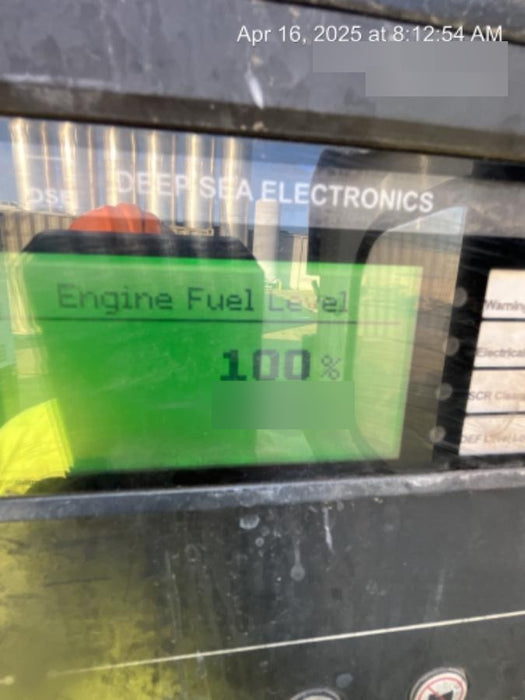 Apr 16, 2025 at 8:12:54 AM
DSE DEEP SEA ELECTRONICS
Engine Fuel Level
100 %
Warning
Electrical
SCR Clean
DEF Level Lo